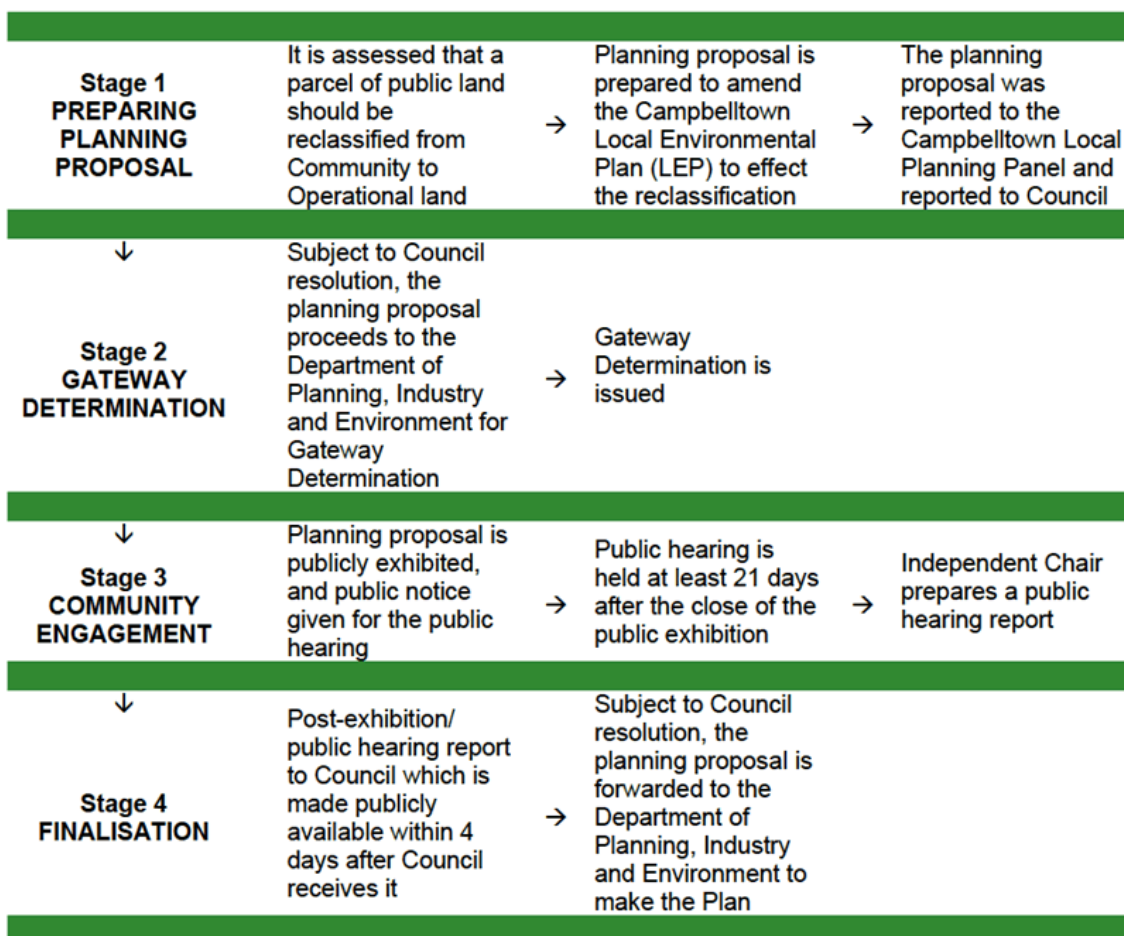 Stage 1
PREPARING
PLANNING
PROPOSAL
It is assessed that a
parcel of public land
should be
reclassified from
Community to
Operational land
→
Planning proposal is
prepared to amend
the Campbelltown
Local Environmental
Plan (LEP) to effect
the reclassification
→
The planning
proposal was
reported to the
Campbelltown Local
Planning Panel and
reported to Council
↓
Stage 2
GATEWAY
DETERMINATION
Subject to Council
resolution, the
planning proposal
proceeds to the
Department of
Planning, Industry
and Environment for
Gateway
Determination
→
Gateway
Determination is
issued
↓
Stage 3
COMMUNITY
ENGAGEMENT
Planning proposal is
publicly exhibited,
and public notice
given for the public
hearing
→
Public hearing is
held at least 21 days
after the close of the
public exhibition
→
Independent Chair
prepares a public
hearing report
↓
Stage 4
FINALISATION
Post-exhibition/
public hearing report
to Council which is
made publicly
available within 4
days after Council
receives it
→
Subject to Council
resolution, the
planning proposal is
forwarded to the
Department of
Planning, Industry
and Environment to
make the Plan